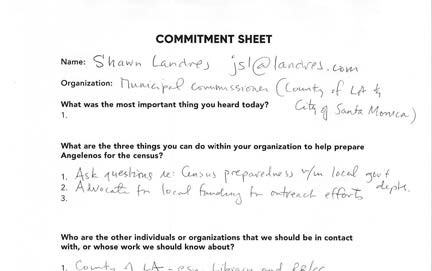 COMMITMENT SHEET
Name: Shawn Landres jsl@landres.com
Organization: Municipal commissioner (County of LA &
City of Santa Monica)
What was the most important thing you heard today?
1.
What are the three things you can do within your organization to help prepare
Angelenos for the census?
1. Ask questions re: Census preparedness w/in local gov't
depts.
2. Advocate for local funding for outreach efforts
3.
Who are the other individuals or organizations that we should be in contact
with, or whose work we should know about?
1. County of LA - esp. Library and